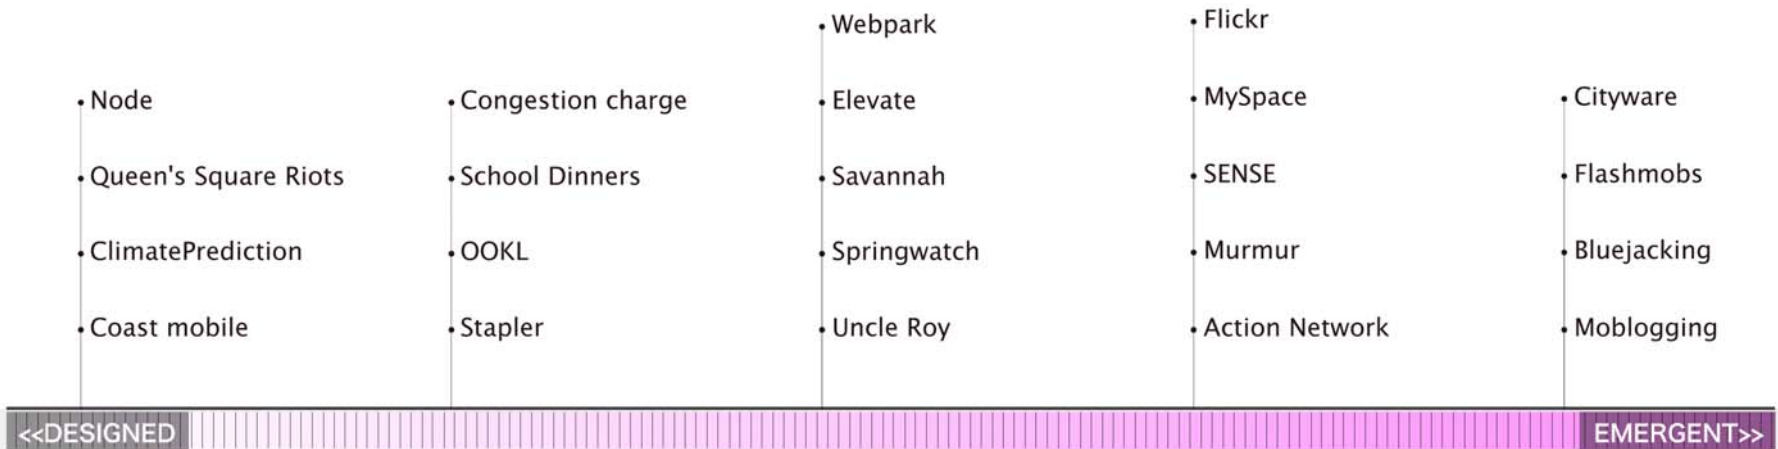 Node
Queen's Square Riots
ClimatePrediction
Coast mobile
Congestion charge
School Dinners
OOKL
Stapler
Webpark
Elevate
Savannah
Springwatch
Uncle Roy
Flickr
MySpace
SENSE
Murmur
Action Network
Cityware
Flashmobs
Bluejacking
Moblogging
<<DESIGNED
EMERGENT>>